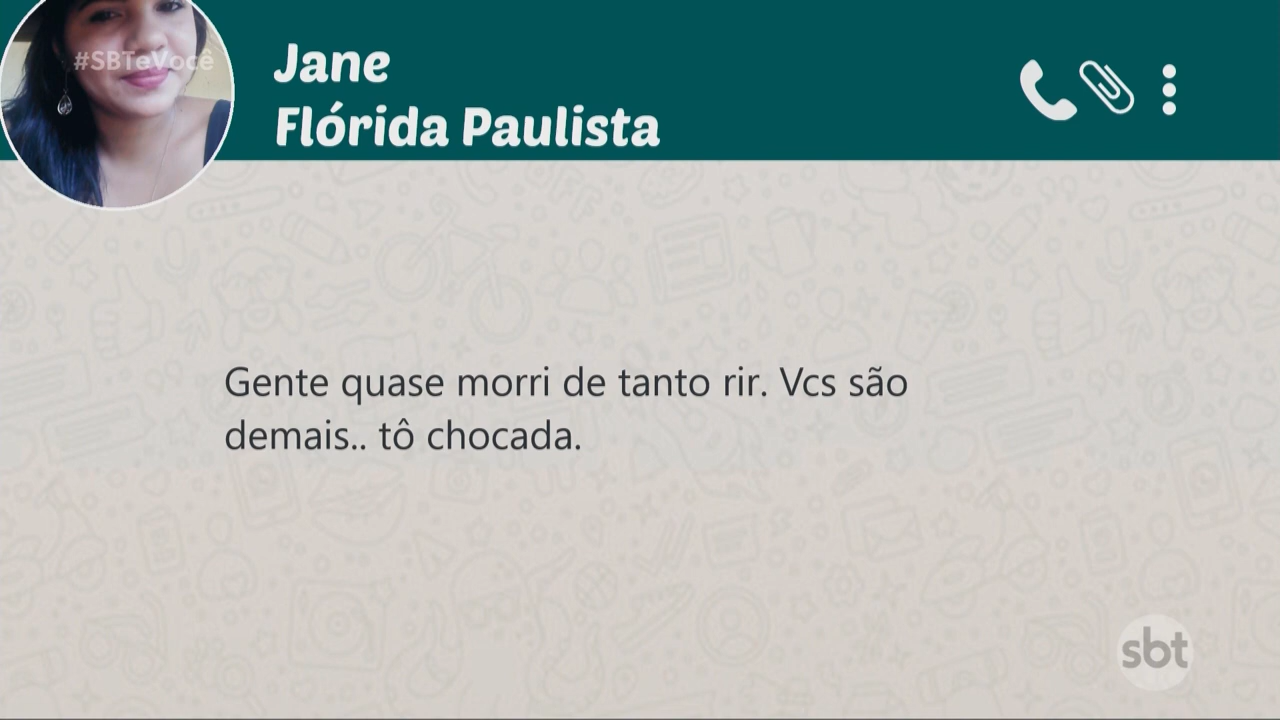 #SBTeVocê
Jane
Flórida Paulista
Gente quase morri de tanto rir. Vcs são
demais.. tô chocada.
sbt